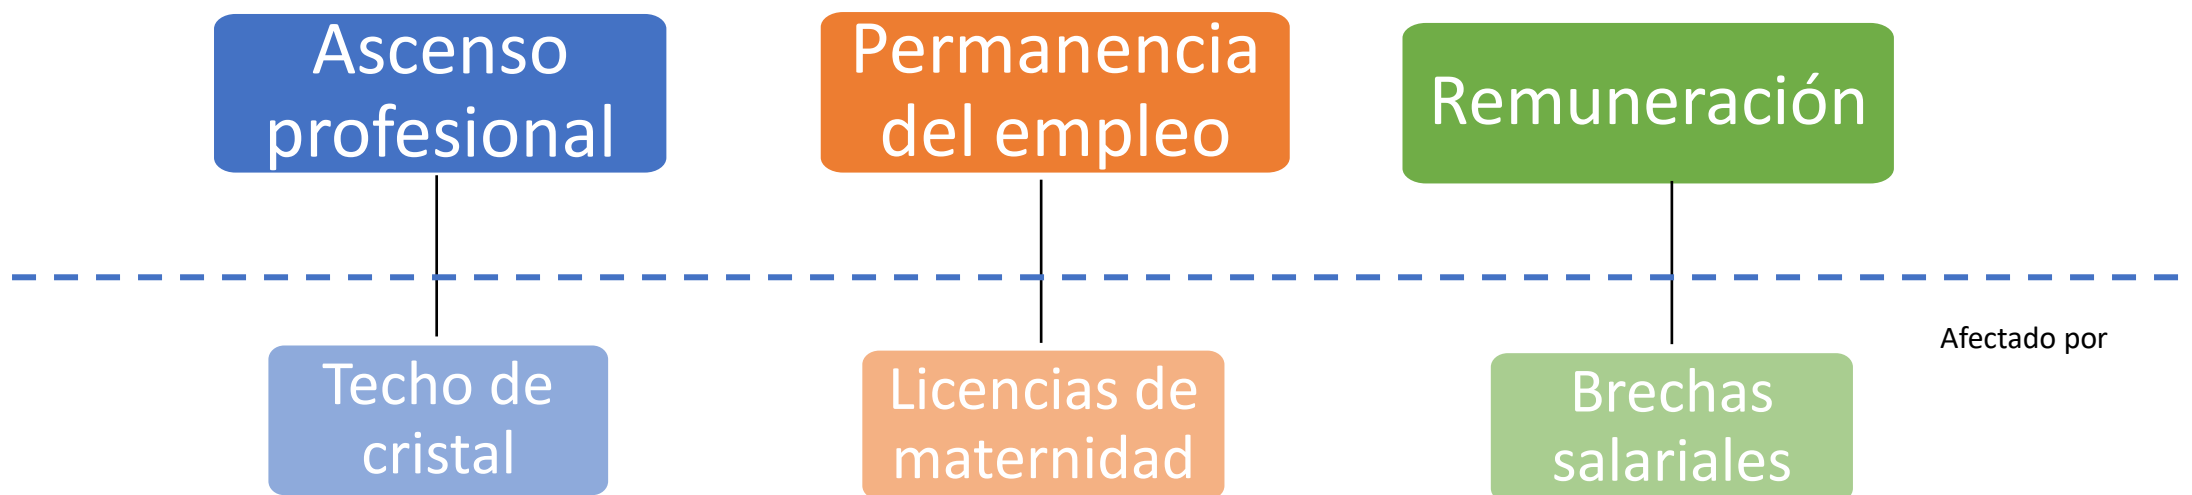 Ascenso
profesional
Permanencia
del empleo
Remuneración
Afectado por
Techo de
cristal
Licencias de
maternidad
Brechas
salariales